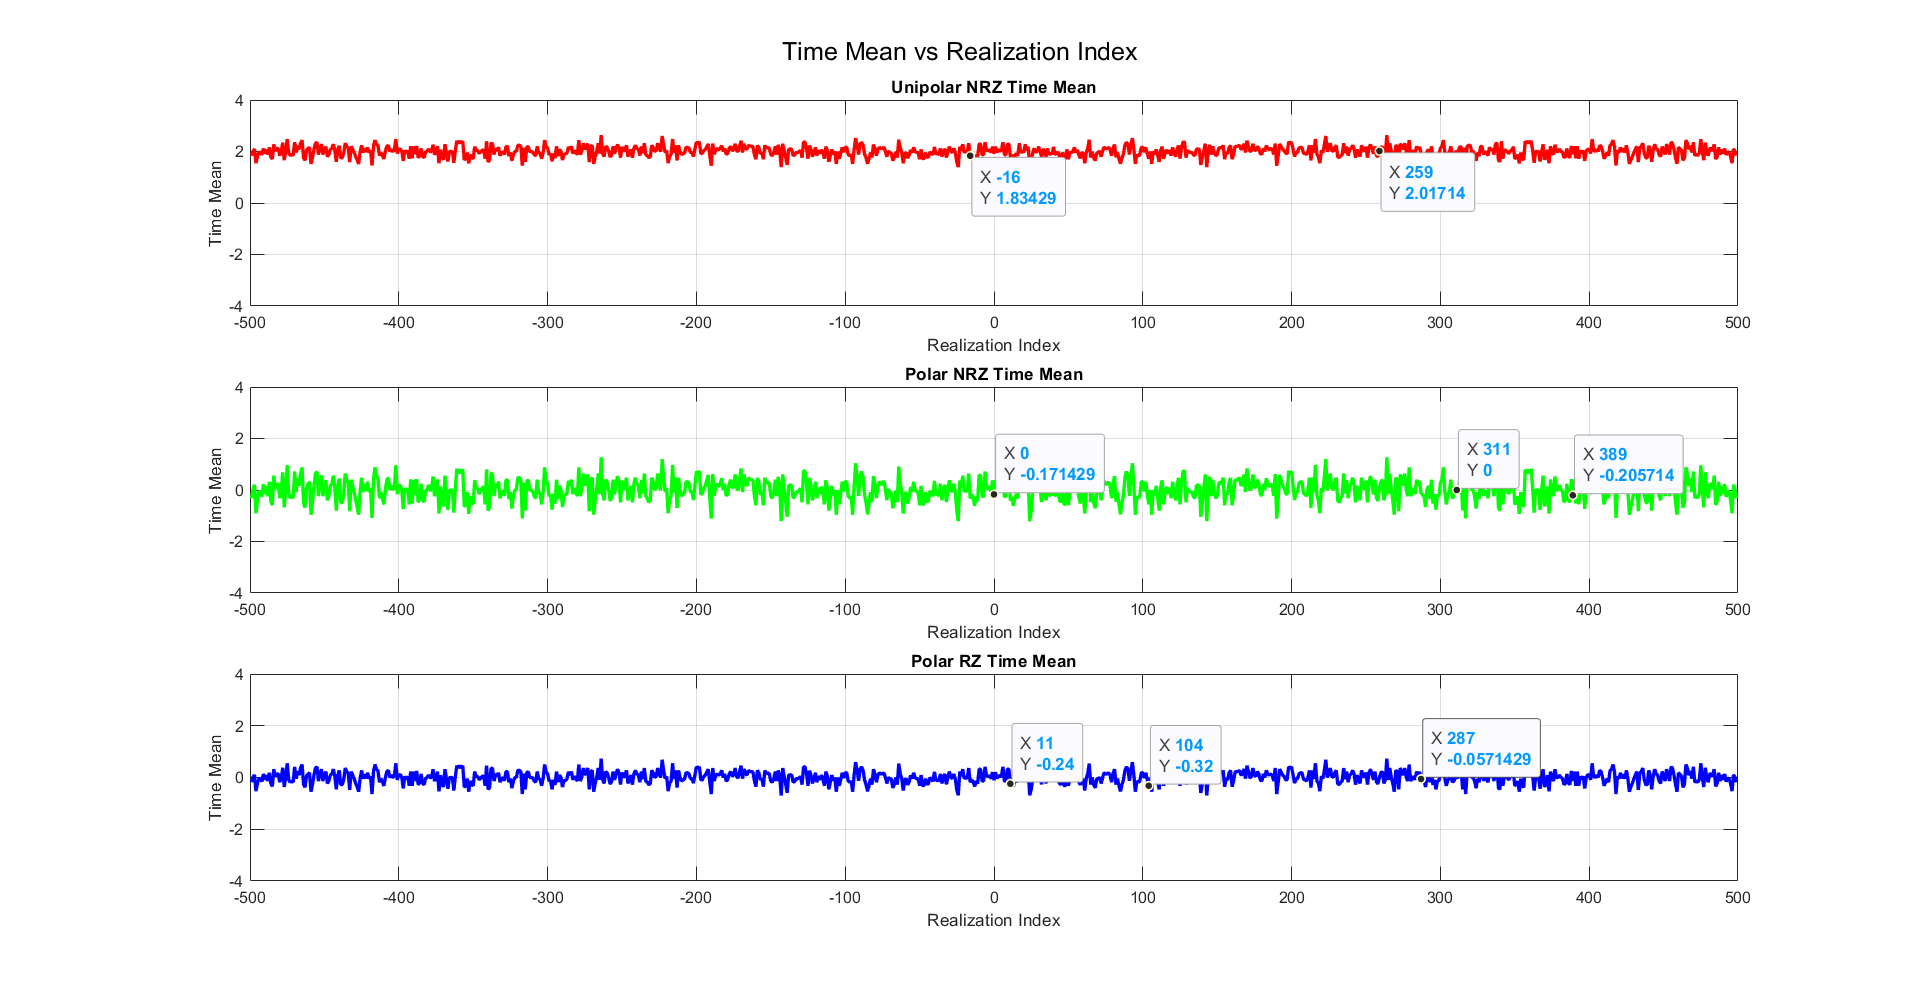 Time Mean vs Realization Index
Unipolar NRZ Time Mean
4
2
0
-2
-4
Time Mean
X -16
Y 1.83429
X 259
Y 2.01714
-500 -400 -300 -200 -100 0 100 200 300 400 500
Realization Index
Polar NRZ Time Mean
4
2
0
-2
-4
Time Mean
X 0
Y -0.171429
X 311
Y 0
X 389
Y -0.205714
-500 -400 -300 -200 -100 0 100 200 300 400 500
Realization Index
Polar RZ Time Mean
4
2
0
-2
-4
Time Mean
X 11
Y -0.24
X 104
Y -0.32
X 287
Y -0.0571429
-500 -400 -300 -200 -100 0 100 200 300 400 500
Realization Index